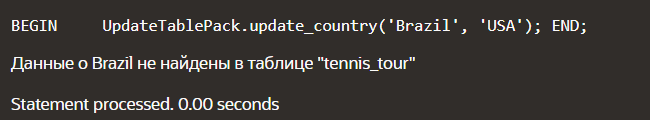 BEGIN     UpdateTablePack.update_country('Brazil', 'USA'); END;
Данные о Brazil не найдены в таблице "tennis_tour"
Statement processed. 0.00 seconds